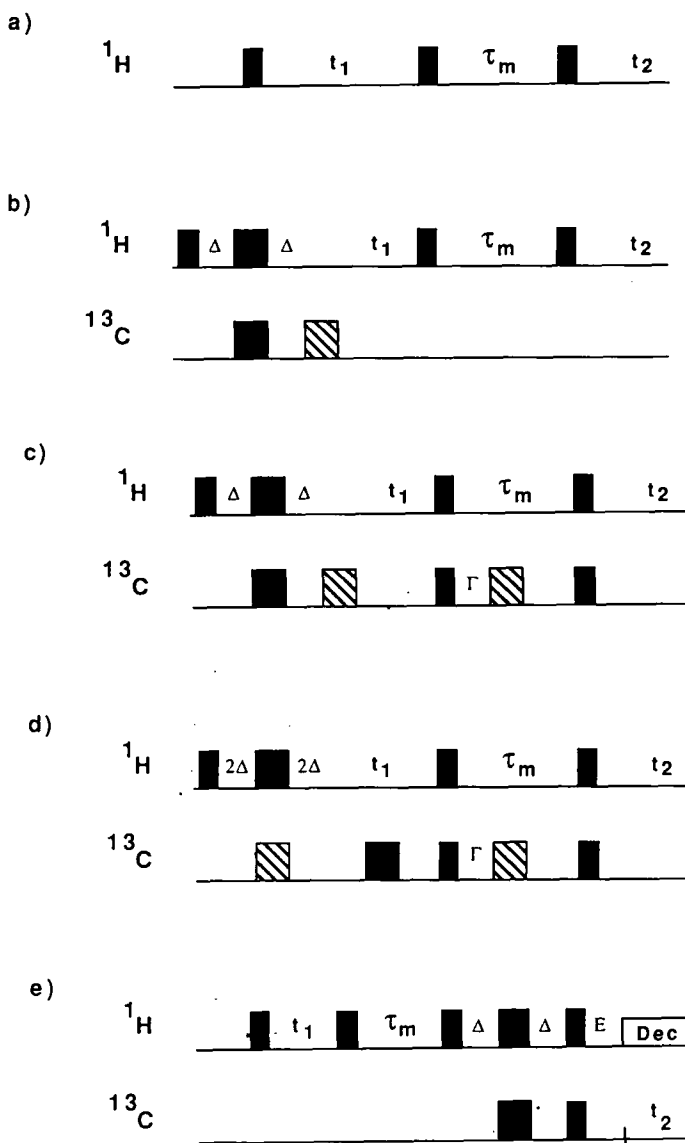 a)
¹H t₁ τₘ t₂
b)
¹H Δ Δ t₁ τₘ t₂
¹³C
c)
¹H Δ Δ t₁ τₘ t₂
¹³C Γ
d)
¹H 2Δ 2Δ t₁ τₘ t₂
¹³C Γ
e)
¹H t₁ τₘ Δ Δ E Dec
¹³C t₂